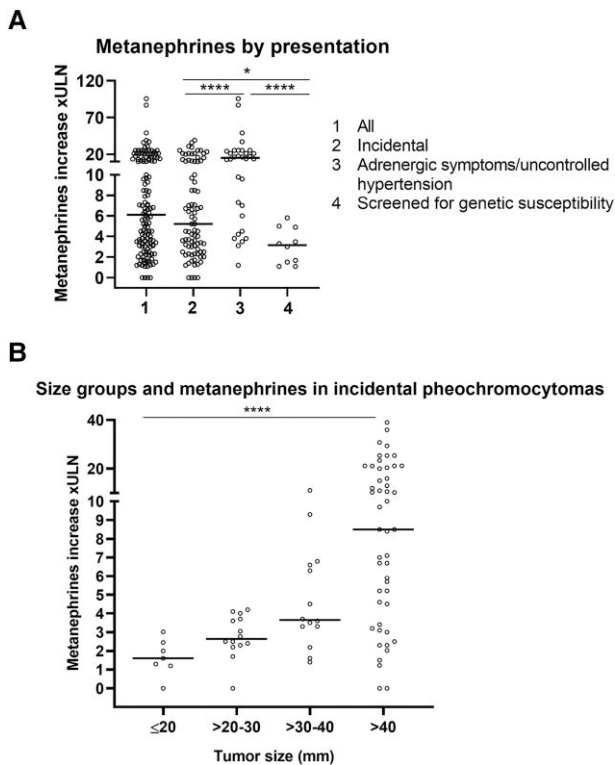 A
Metanephrines by presentation
*
**** ****
Metanephrines increase xULN
120
70
20
10
8
6
4
2
0
1 2 3 4
1 All
2 Incidental
3 Adrenergic symptoms/uncontrolled
hypertension
4 Screened for genetic susceptibility
B
Size groups and metanephrines in incidental pheochromocytomas
****
Metanephrines increase xULN
40
20
10
9
8
7
6
5
4
3
2
1
0
≤20 >20-30 >30-40 >40
Tumor size (mm)